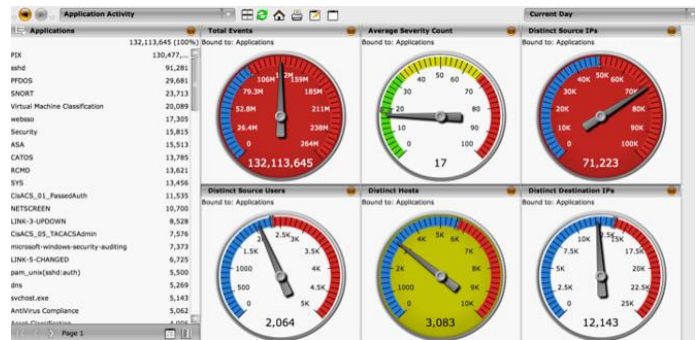 Application Activity
Current Day
Applications
132,113,645 (100%)
PIX 130,477,...
sshd 91,281
PFDOS 29,681
SNORT 23,713
Virtual Machine Classification 20,089
websso 17,305
Security 15,815
ASA 15,513
CATOS 13,785
RCMD 13,621
SYS 13,456
CisACS_01_PassedAuth 11,535
NETSCREEN 10,700
LINK-3-UPDOWN 8,528
CisACS_05_TACACSAdmin 7,576
microsoft-windows-security-auditing 7,373
LINK-5-CHANGED 6,725
pam_unix(sshd:auth) 5,500
dns 5,269
svchost.exe 5,143
AntiVirus Compliance 5,062
Page 1
Total Events
Bound to: Applications
0 26.4M 52.8M 79.3M 106M 159M 185M 211M 238M 264M
132,113,645
Average Severity Count
Bound to: Applications
0 10 20 30 40 50 60 70 80 90 100
17
Distinct Source IPs
Bound to: Applications
0 10K 20K 30K 40K 50K 60K 80K 90K 100K
71,223
Distinct Source Users
Bound to: Applications
0 500 1000 1.5K 2.5K 3K 3.5K 4K 4.5K 5K
2,064
Distinct Hosts
Bound to: Applications
0 1000 2K 4K 5K 6K 7K 8K 9K 10K
3,083
Distinct Destination IPs
Bound to: Applications
0 2.5K 5K 7.5K 10K 15K 17.5K 20K 22.5K 25K
12,143